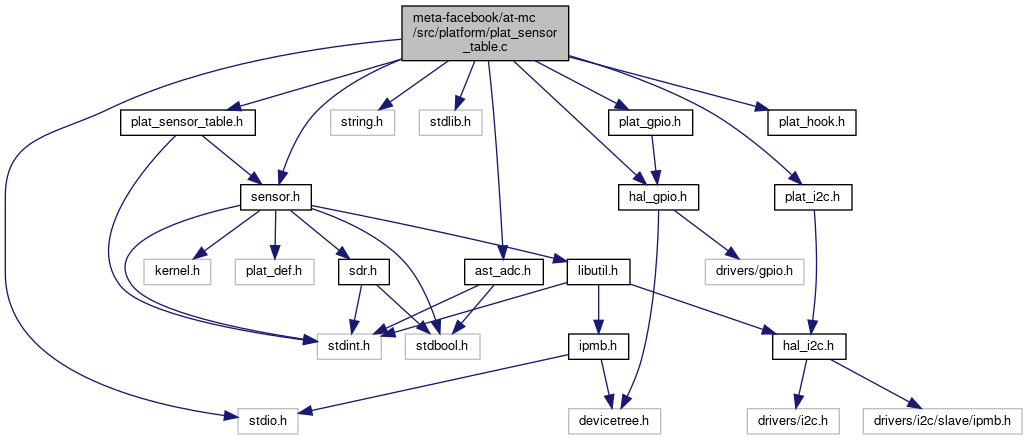 meta-facebook/at-mc
/src/platform/plat_sensor
_table.c
plat_sensor_table.h
string.h
stdlib.h
plat_gpio.h
plat_hook.h
sensor.h
hal_gpio.h
plat_i2c.h
kernel.h
plat_def.h
sdr.h
ast_adc.h
libutil.h
drivers/gpio.h
stdint.h
stdbool.h
ipmb.h
hal_i2c.h
stdio.h
devicetree.h
drivers/i2c.h
drivers/i2c/slave/ipmb.h